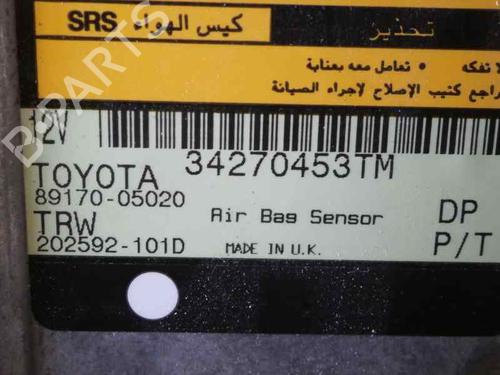 SRS كيس الهواء
تحذير
لا تفكه • تعامل معه بعناية
راجع كتيب الإصلاح لإجراء الصيانة
12V
34270453TM
TOYOTA
89170-05020
Air Bag Sensor
DP
TRW
202592-101D
MADE IN U.K.
P/T
B-PARTS